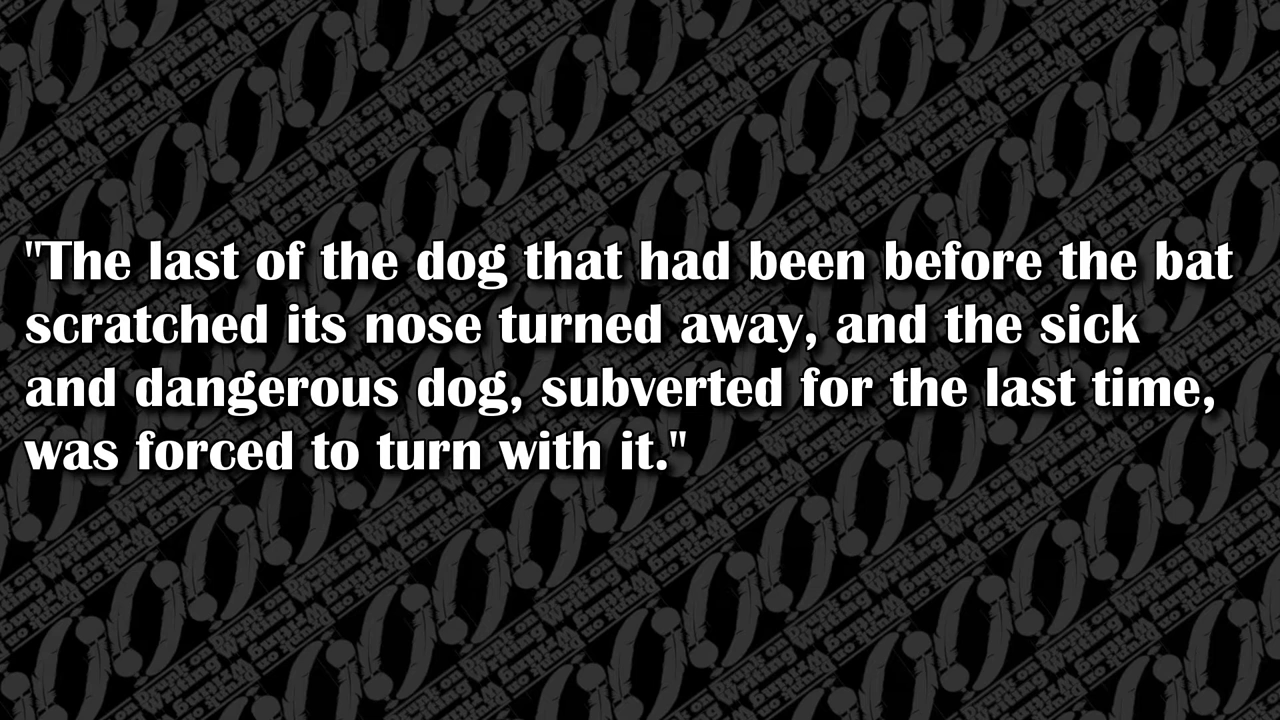 "The last of the dog that had been before the bat
scratched its nose turned away, and the sick
and dangerous dog, subverted for the last time,
was forced to turn with it."